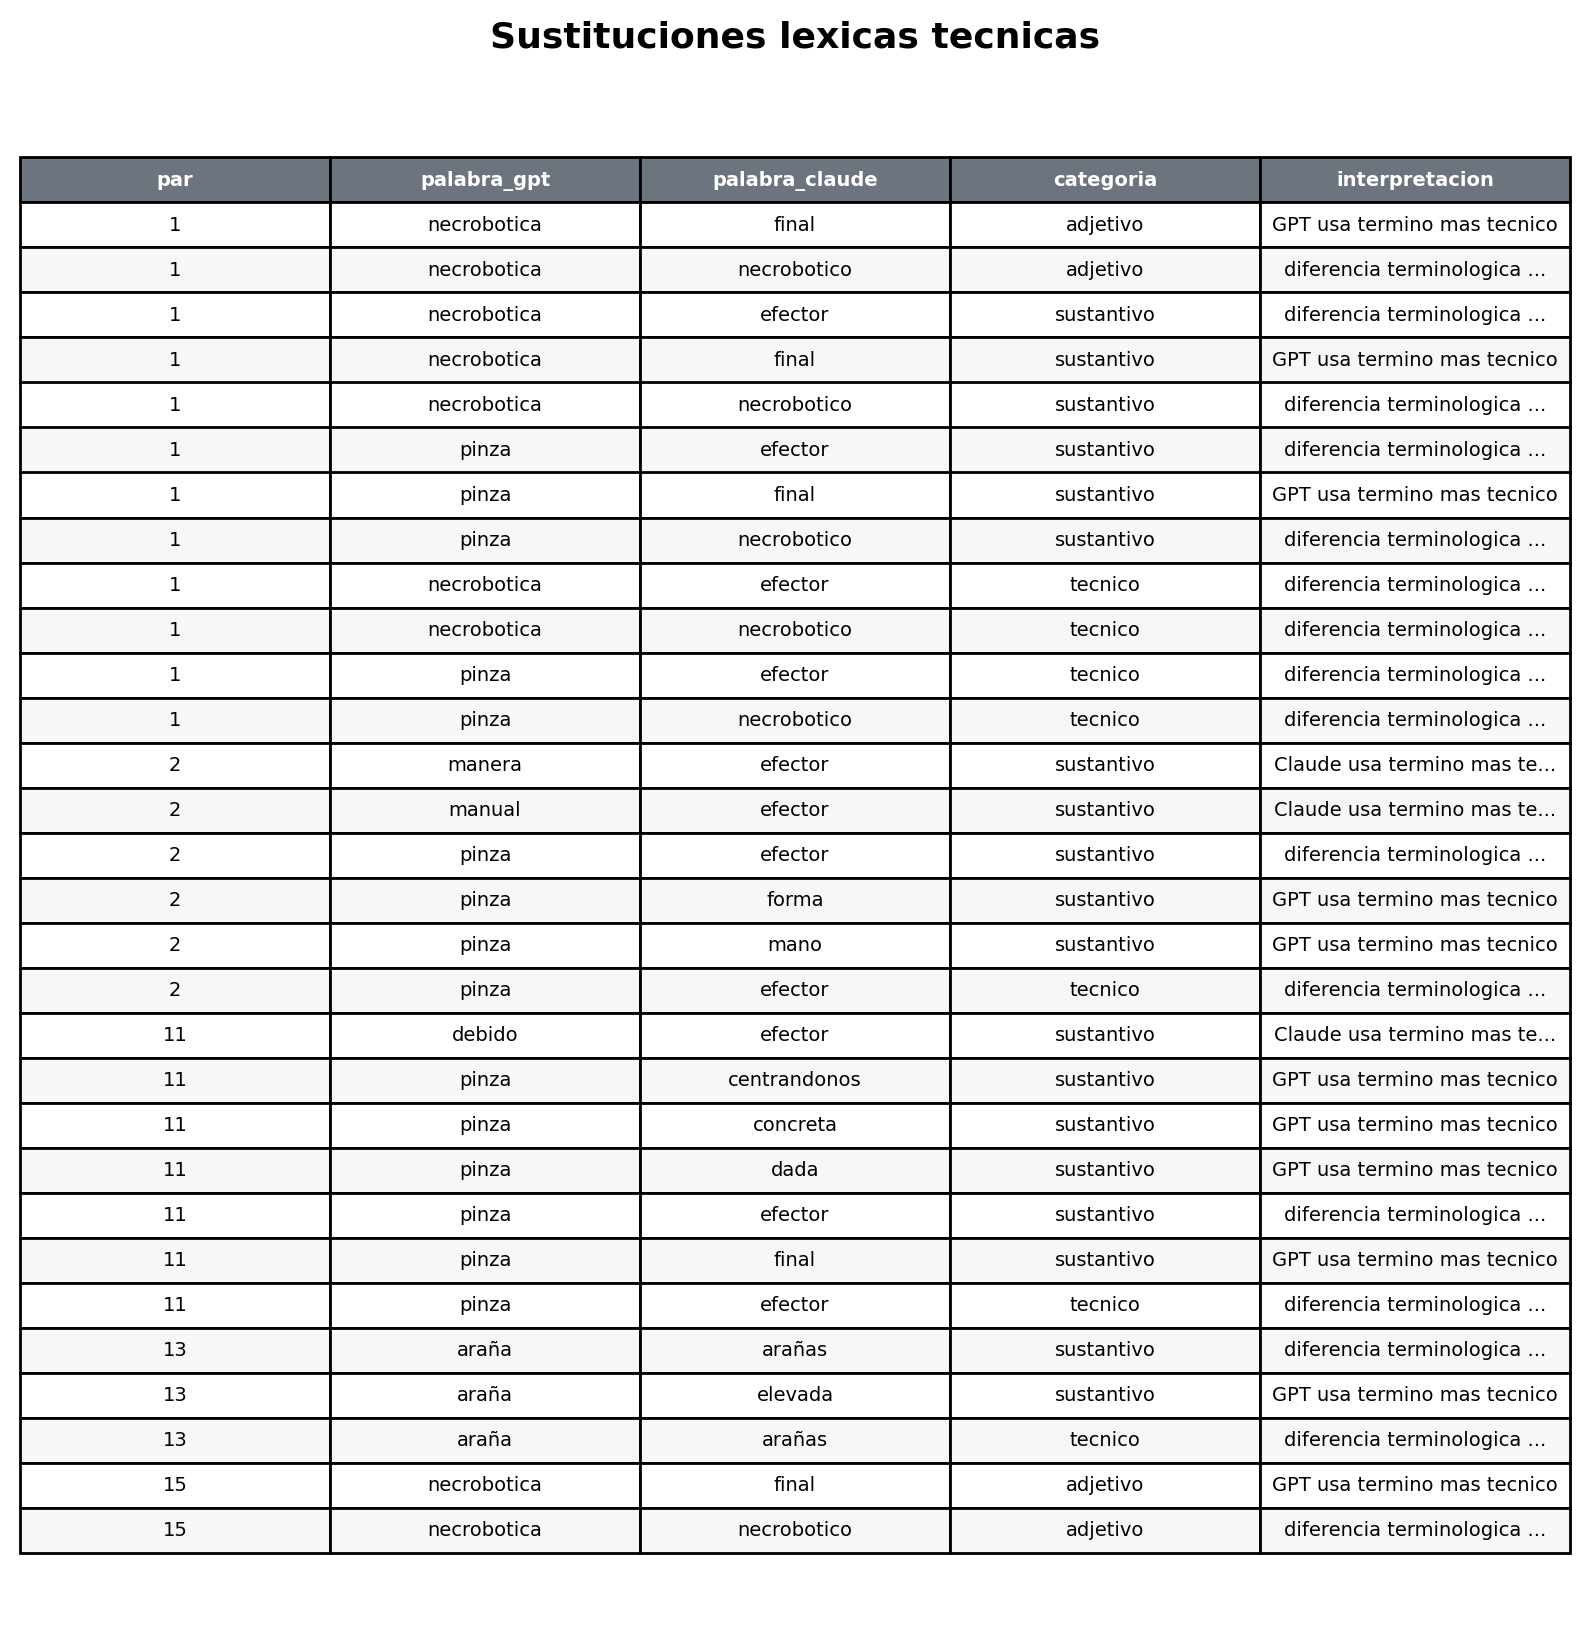 Sustituciones lexicas tecnicas
par palabra_gpt palabra_claude categoria interpretacion
1 necrobotica final adjetivo GPT usa termino mas tecnico
1 necrobotica necrobotico adjetivo diferencia terminologica ...
1 necrobotica efector sustantivo diferencia terminologica ...
1 necrobotica final sustantivo GPT usa termino mas tecnico
1 necrobotica necrobotico sustantivo diferencia terminologica ...
1 pinza efector sustantivo diferencia terminologica ...
1 pinza final sustantivo GPT usa termino mas tecnico
1 pinza necrobotico sustantivo diferencia terminologica ...
1 necrobotica efector tecnico diferencia terminologica ...
1 necrobotica necrobotico tecnico diferencia terminologica ...
1 pinza efector tecnico diferencia terminologica ...
1 pinza necrobotico tecnico diferencia terminologica ...
2 manera efector sustantivo Claude usa termino mas te...
2 manual efector sustantivo Claude usa termino mas te...
2 pinza efector sustantivo diferencia terminologica ...
2 pinza forma sustantivo GPT usa termino mas tecnico
2 pinza mano sustantivo GPT usa termino mas tecnico
2 pinza efector tecnico diferencia terminologica ...
11 debido efector sustantivo Claude usa termino mas te...
11 pinza centrandonos sustantivo GPT usa termino mas tecnico
11 pinza concreta sustantivo GPT usa termino mas tecnico
11 pinza dada sustantivo GPT usa termino mas tecnico
11 pinza efector sustantivo diferencia terminologica ...
11 pinza final sustantivo GPT usa termino mas tecnico
11 pinza efector tecnico diferencia terminologica ...
13 araña arañas sustantivo diferencia terminologica ...
13 araña elevada sustantivo GPT usa termino mas tecnico
13 araña arañas tecnico diferencia terminologica ...
15 necrobotica final adjetivo GPT usa termino mas tecnico
15 necrobotica necrobotico adjetivo diferencia terminologica ...